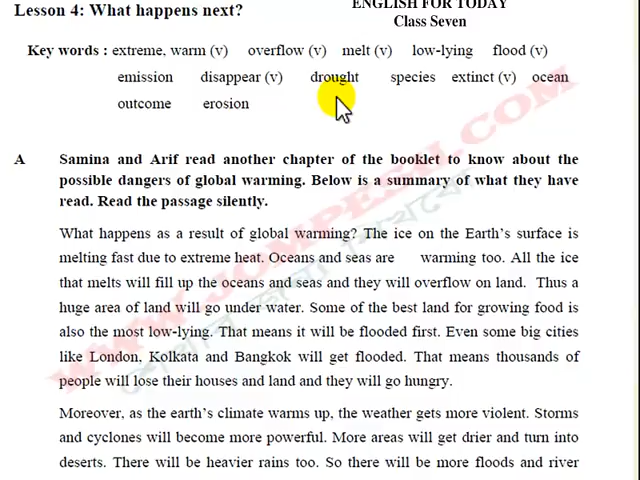 ENGLISH FOR TODAY
Lesson 4: What happens next?
Class Seven
Key words : extreme, warm (v) overflow (v) melt (v) low-lying flood (v)
emission disappear (v) drought species extinct (v) ocean
outcome erosion
A Samina and Arif read another chapter of the booklet to know about the
possible dangers of global warming. Below is a summary of what they have
read. Read the passage silently.
What happens as a result of global warming? The ice on the Earth's surface is
melting fast due to extreme heat. Oceans and seas are warming too. All the ice
that melts will fill up the oceans and seas and they will overflow on land. Thus a
huge area of land will go under water. Some of the best land for growing food is
also the most low-lying. That means it will be flooded first. Even some big cities
like London, Kolkata and Bangkok will get flooded. That means thousands of
people will lose their houses and land and they will go hungry.
Moreover, as the earth's climate warms up, the weather gets more violent. Storms
and cyclones will become more powerful. More areas will get drier and turn into
deserts. There will be heavier rains too. So there will be more floods and river
WWW.JOMPESH.COM